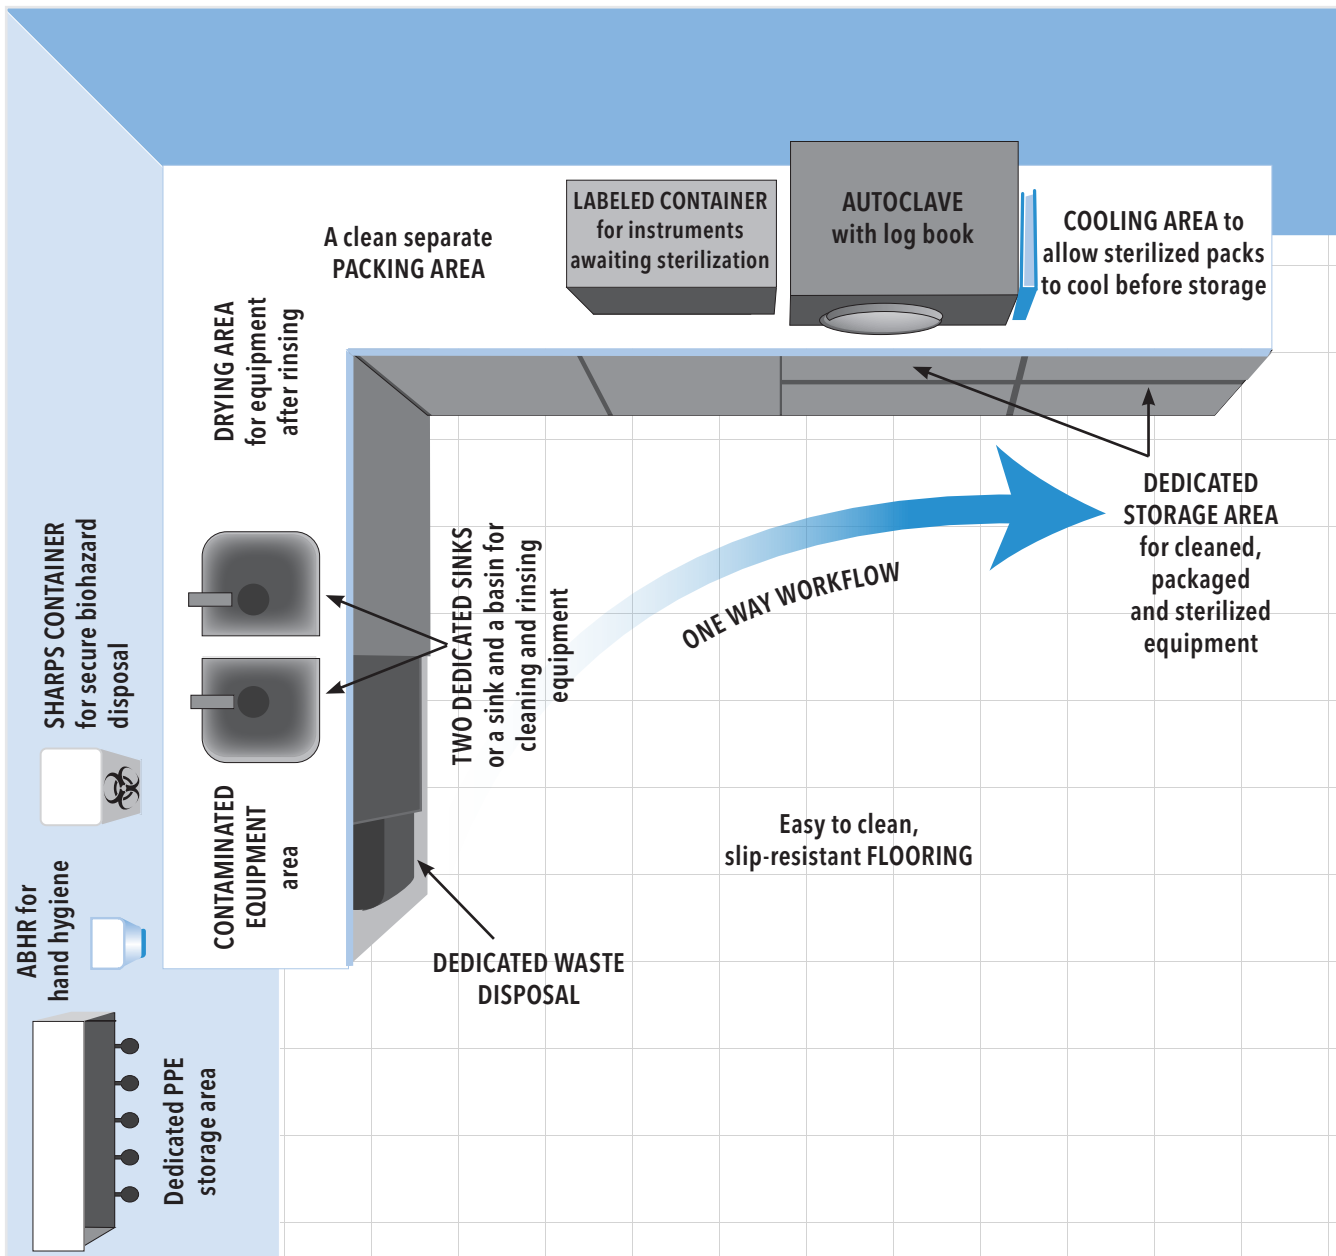 A clean separate
PACKING AREA
LABELED CONTAINER
for instruments
awaiting sterilization
AUTOCLAVE
with log book
COOLING AREA to
allow sterilized packs
to cool before storage
DRYING AREA
for equipment
after rinsing
SHARPS CONTAINER
for secure biohazard
disposal
TWO DEDICATED SINKS
or a sink and a basin for
cleaning and rinsing
equipment
ONE WAY WORKFLOW
DEDICATED
STORAGE AREA
for cleaned,
packaged
and sterilized
equipment
CONTAMINATED
EQUIPMENT
area
Easy to clean,
slip-resistant FLOORING
ABHR for
hand hygiene
DEDICATED WASTE
DISPOSAL
Dedicated PPE
storage area